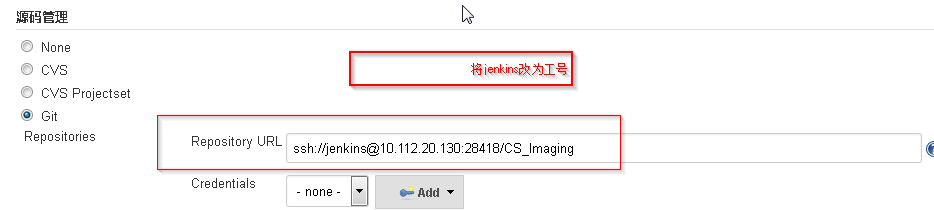 源码管理
None
CVS
将jenkins改为工号
CVS Projectset
Git
Repositories
Repository URL ssh://jenkins@10.112.20.130:28418/CS_Imaging
Credentials - none - Add